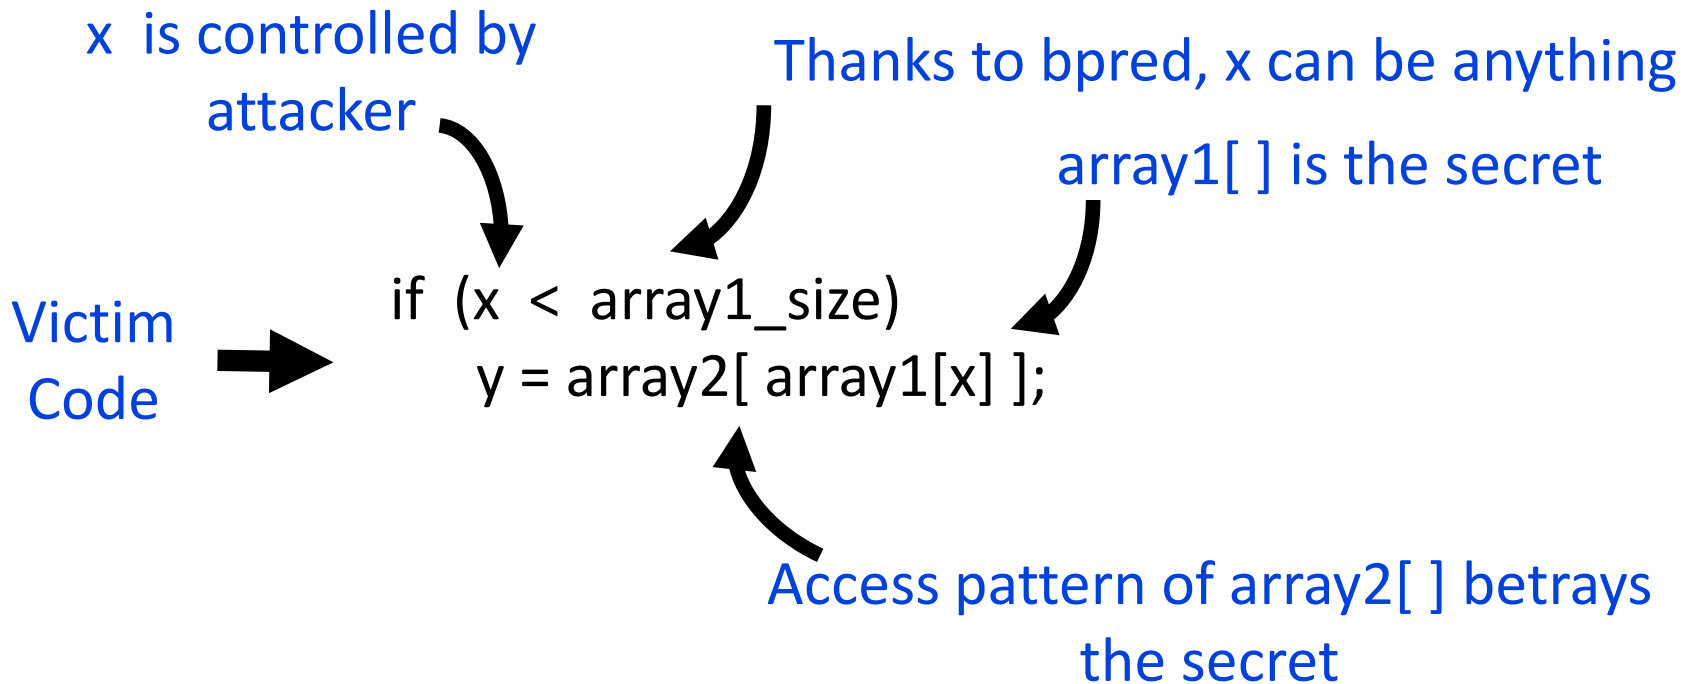 x is controlled by
attacker
Thanks to bpred, x can be anything
array1[ ] is the secret
Victim
Code
if (x < array1_size)
y = array2[ array1[x] ];
Access pattern of array2[ ] betrays
the secret